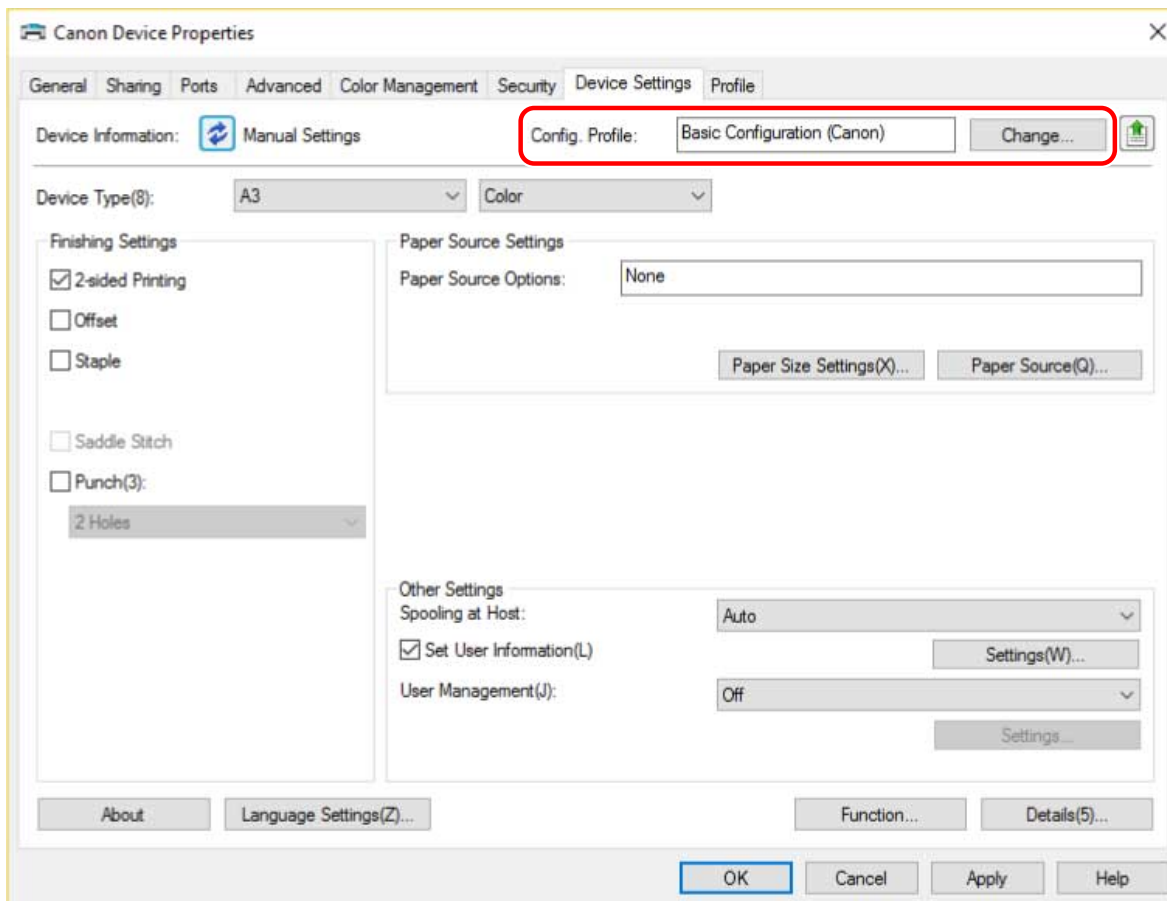 Canon Device Properties
General Sharing Ports Advanced Color Management Security Device Settings Profile
Device Information: Manual Settings Config. Profile: Basic Configuration (Canon) Change...
Device Type(8): A3 Color
Finishing Settings
2-sided Printing
Offset
Staple
Saddle Stitch
Punch(3):
2 Holes
Paper Source Settings
Paper Source Options: None
Paper Size Settings(X)... Paper Source(Q)...
Other Settings
Spooling at Host: Auto
Set User Information(L) Settings(W)...
User Management(J): Off
Settings...
About Language Settings(Z)... Function... Details(5)...
OK Cancel Apply Help